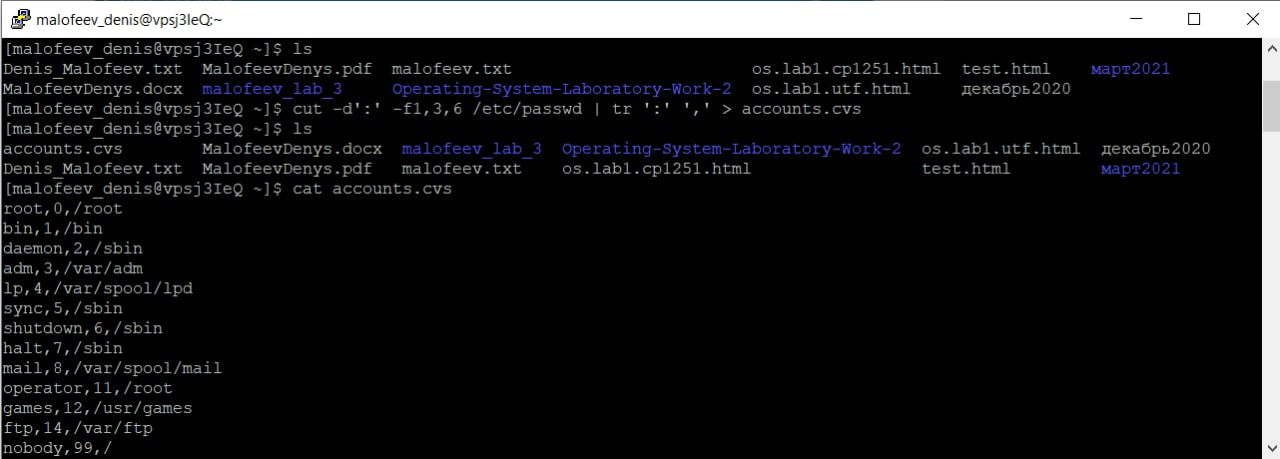 malofeev_denis@vpsj3IeQ:~
[malofeev_denis@vpsj3IeQ ~]$ ls
Denis_Malofeev.txt  MalofeevDenys.pdf  malofeev.txt                        os.lab1.cp1251.html  test.html    март2021
MalofeevDenys.docx  malofeev_lab_3     Operating-System-Laboratory-Work-2  os.lab1.utf.html     декабрь2020
[malofeev_denis@vpsj3IeQ ~]$ cut -d':' -f1,3,6 /etc/passwd | tr ':' ',' > accounts.cvs
[malofeev_denis@vpsj3IeQ ~]$ ls
accounts.cvs        MalofeevDenys.docx  malofeev_lab_3  Operating-System-Laboratory-Work-2  os.lab1.utf.html  декабрь2020
Denis_Malofeev.txt  MalofeevDenys.pdf   malofeev.txt    os.lab1.cp1251.html                 test.html         март2021
[malofeev_denis@vpsj3IeQ ~]$ cat accounts.cvs
root,0,/root
bin,1,/bin
daemon,2,/sbin
adm,3,/var/adm
lp,4,/var/spool/lpd
sync,5,/sbin
shutdown,6,/sbin
halt,7,/sbin
mail,8,/var/spool/mail
operator,11,/root
games,12,/usr/games
ftp,14,/var/ftp
nobody,99,/